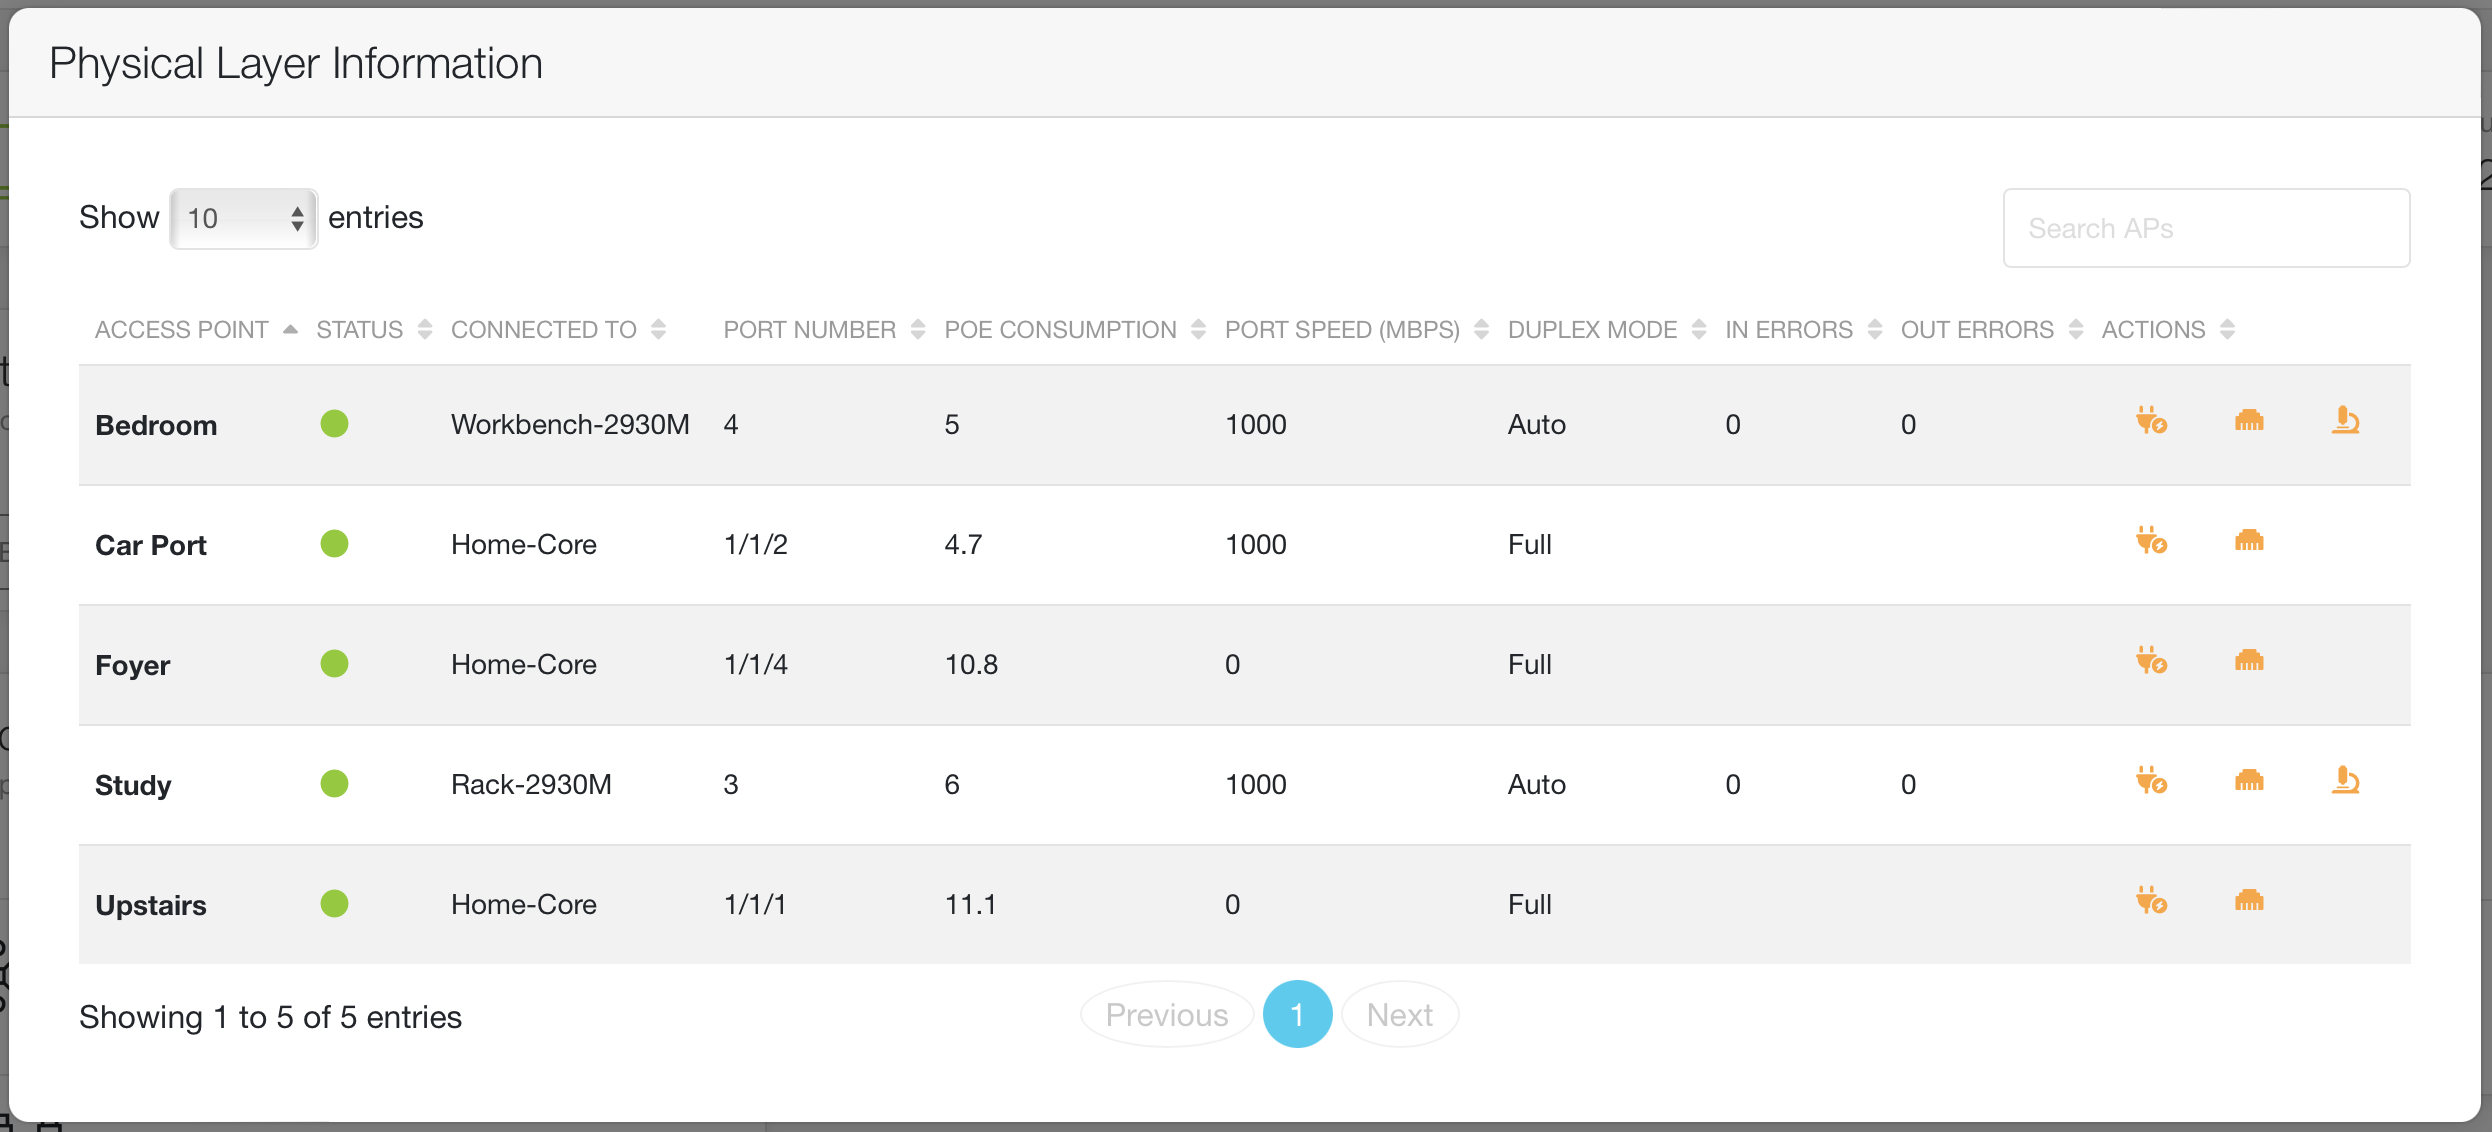 Physical Layer Information
Show 10 entries
Search APs
ACCESS POINT STATUS CONNECTED TO PORT NUMBER POE CONSUMPTION PORT SPEED (MBPS) DUPLEX MODE IN ERRORS OUT ERRORS ACTIONS
Bedroom Workbench-2930M 4 5 1000 Auto 0 0
Car Port Home-Core 1/1/2 4.7 1000 Full
Foyer Home-Core 1/1/4 10.8 0 Full
Study Rack-2930M 3 6 1000 Auto 0 0
Upstairs Home-Core 1/1/1 11.1 0 Full
Showing 1 to 5 of 5 entries
Previous 1 Next